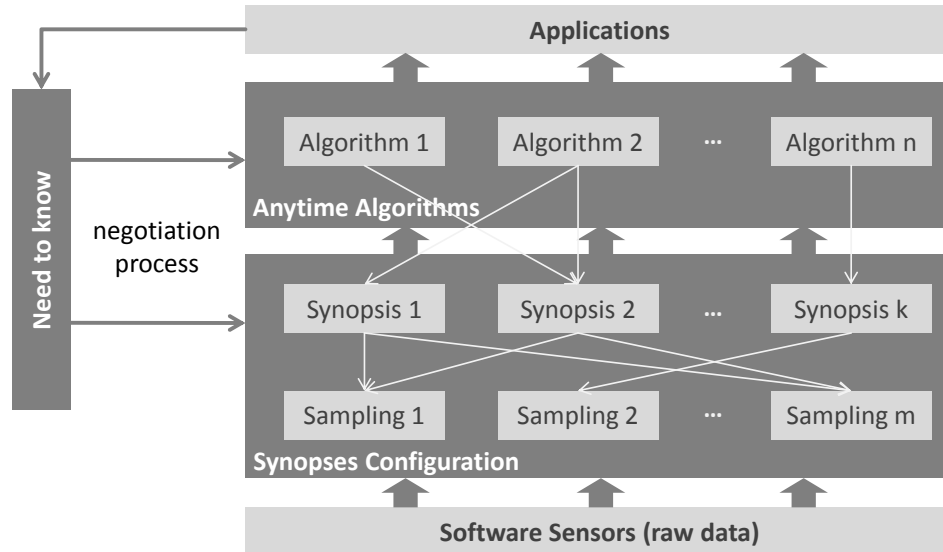 Applications
Algorithm 1
Algorithm 2
...
Algorithm n
Anytime Algorithms
Need to know
negotiation
process
Synopsis 1
Synopsis 2
...
Synopsis k
Sampling 1
Sampling 2
...
Sampling m
Synopses Configuration
Software Sensors (raw data)